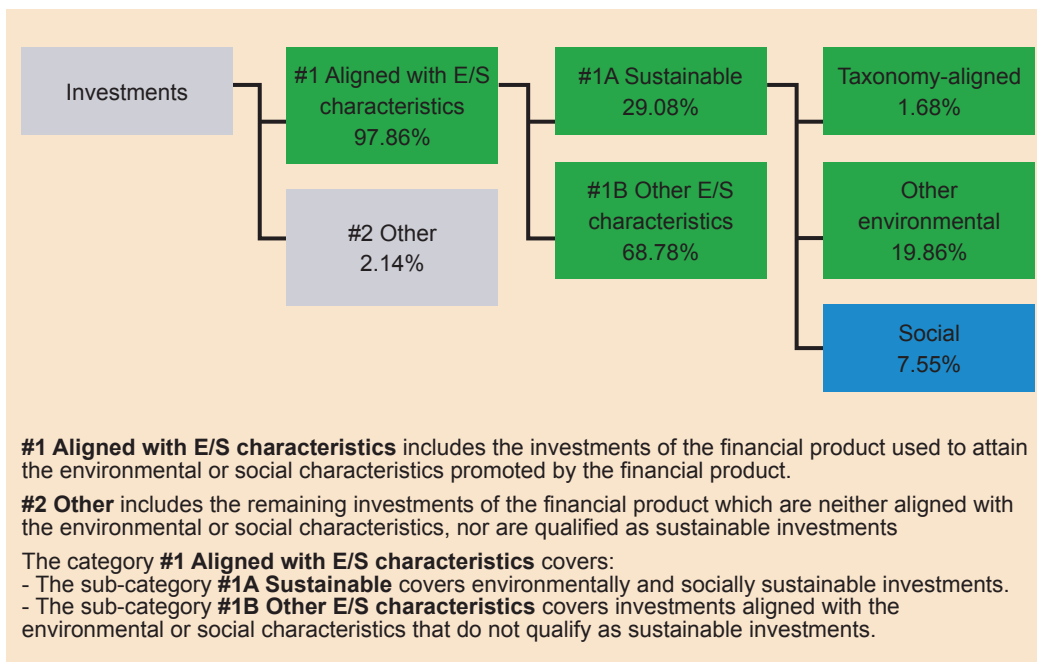 Investments
#1 Aligned with E/S
characteristics
97.86%
#2 Other
2.14%
#1A Sustainable
29.08%
#1B Other E/S
characteristics
68.78%
Taxonomy-aligned
1.68%
Other
environmental
19.86%
Social
7.55%
#1 Aligned with E/S characteristics includes the investments of the financial product used to attain
the environmental or social characteristics promoted by the financial product.
#2 Other includes the remaining investments of the financial product which are neither aligned with
the environmental or social characteristics, nor are qualified as sustainable investments
The category #1 Aligned with E/S characteristics covers:
- The sub-category #1A Sustainable covers environmentally and socially sustainable investments.
- The sub-category #1B Other E/S characteristics covers investments aligned with the
environmental or social characteristics that do not qualify as sustainable investments.